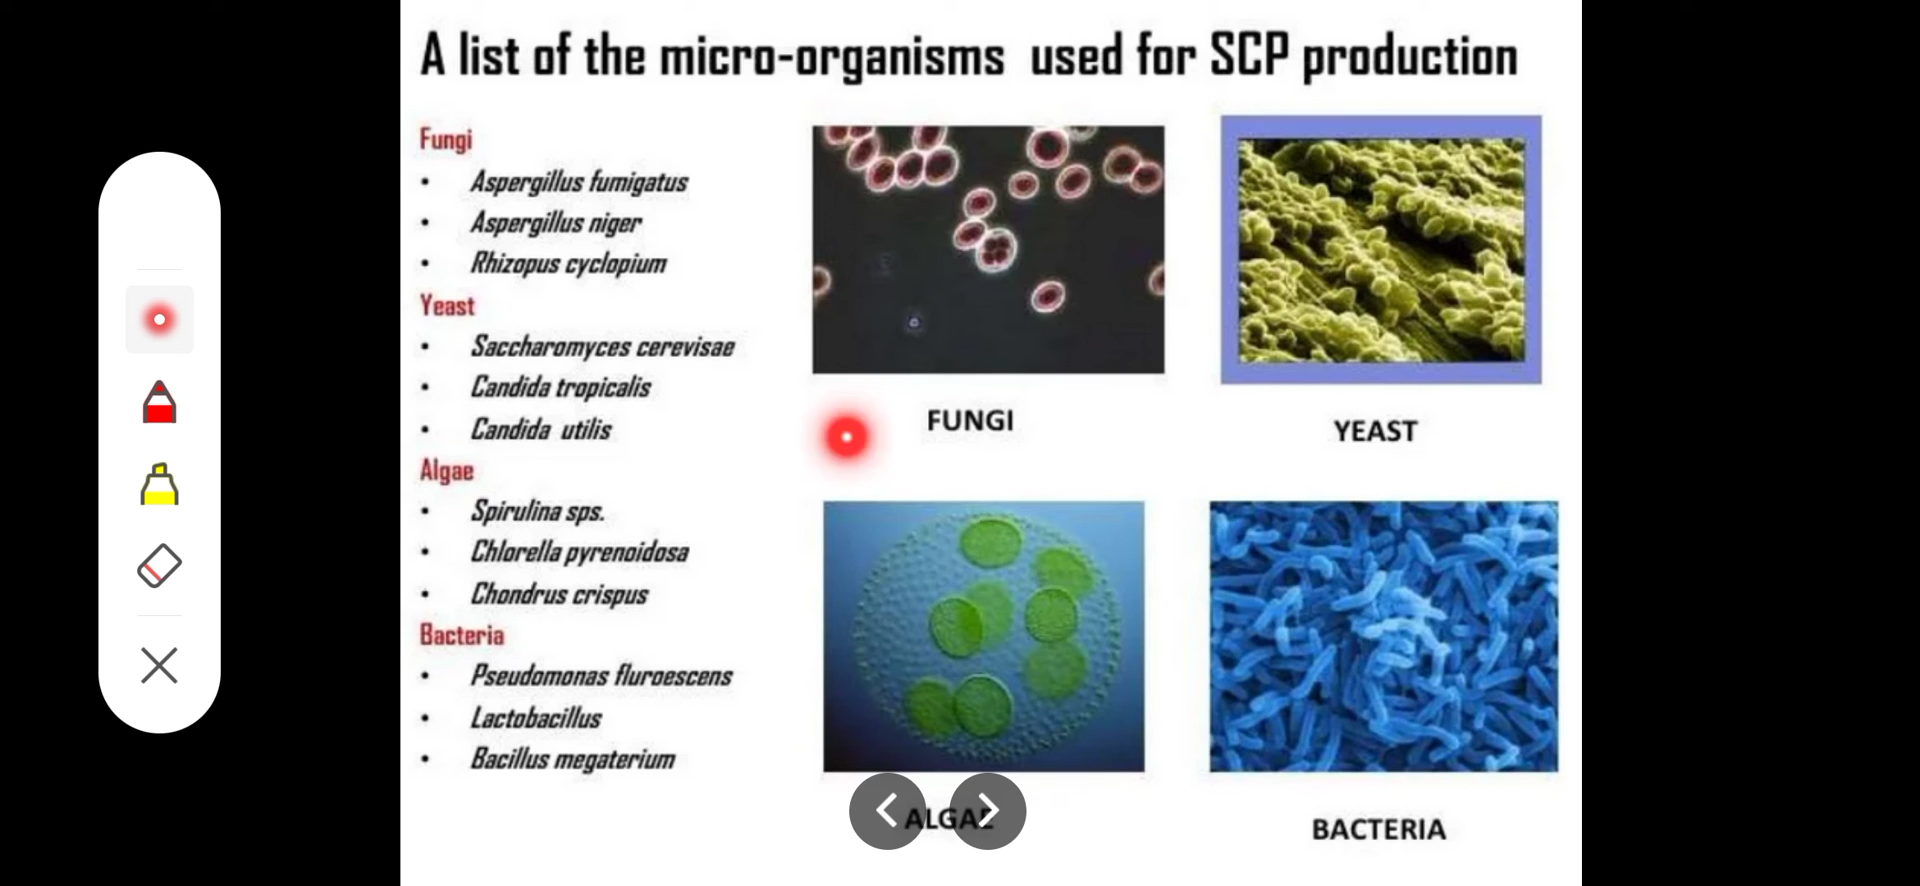 A list of the micro-organisms used for SCP production
Fungi
• Aspergillus fumigatus
• Aspergillus niger
• Rhizopus cyclopium
Yeast
• Saccharomyces cerevisae
• Candida tropicalis
• Candida utilis
Algae
• Spirulina sps.
• Chlorella pyrenoidosa
• Chondrus crispus
Bacteria
• Pseudomonas fluroescens
• Lactobacillus
• Bacillus megaterium
FUNGI
YEAST
ALGAE
BACTERIA